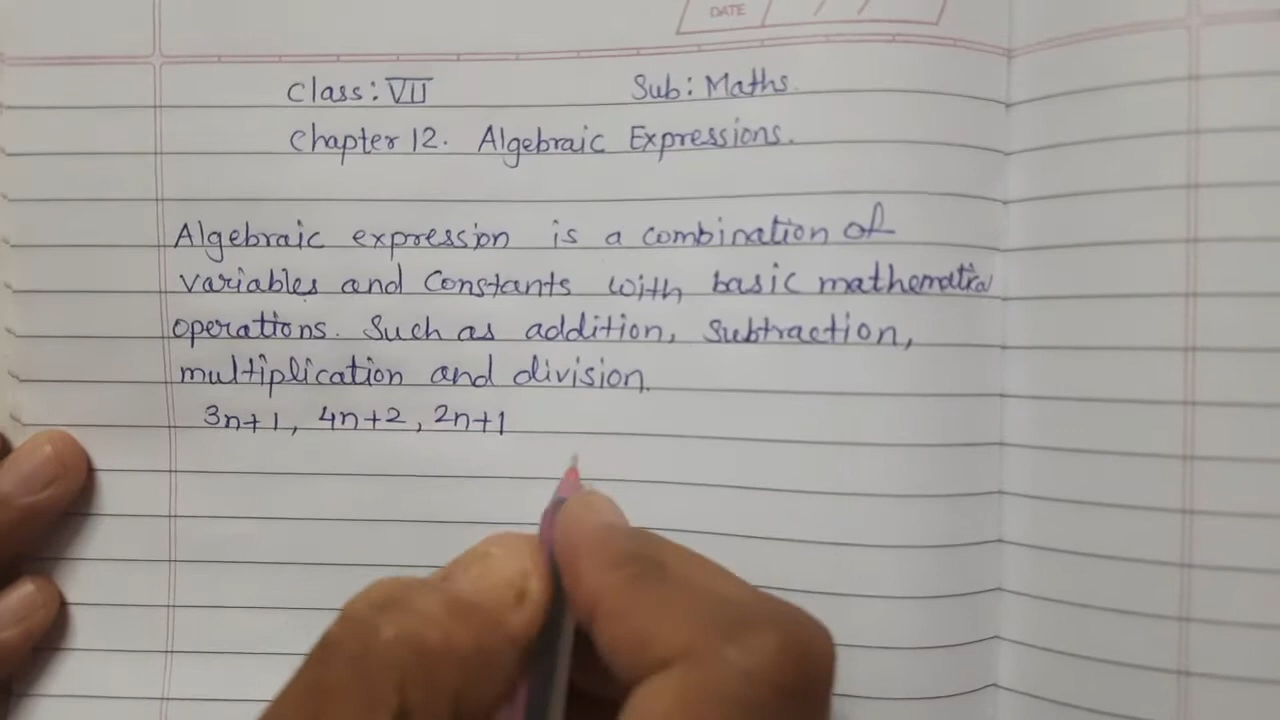 DATE
Class: VII Sub: Maths.
Chapter 12. Algebraic Expressions.
Algebraic expression is a combination of
variables and Constants with basic mathematical
operations. Such as addition, Subtraction,
multiplication and division.
3n+1, 4n+2, 2n+1